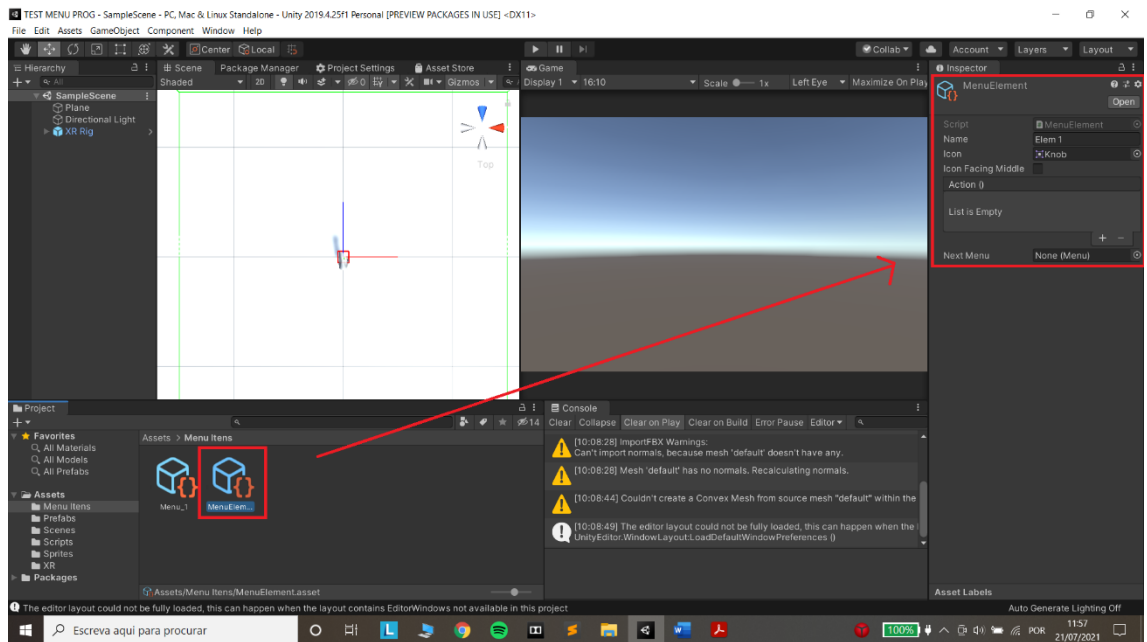 TEST MENU PROG - SampleScene - PC, Mac & Linux Standalone - Unity 2019.4.25f1 Personal [PREVIEW PACKAGES IN USE] <DX11>
File Edit Assets GameObject Component Window Help
Center Local Collab Account Layers Layout
Hierarchy
All
SampleScene
Plane
Directional Light
XR Rig
Scene Package Manager Project Settings Asset Store
Shaded 2D 0 Gizmos
Top
Game
Display 1 16:10 Scale 1x Left Eye Maximize On Play
Inspector
MenuElement
Open
Script MenuElement
Name Elem 1
Icon Knob
Icon Facing Middle
Action ()
List is Empty
Next Menu None (Menu)
Project
14
Favorites
All Materials
All Models
All Prefabs
Assets
Menu Itens
Prefabs
Scenes
Scripts
Sprites
XR
Packages
Assets > Menu Itens
Menu_1 MenuElem...
Assets/Menu Itens/MenuElement.asset
Console
Clear Collapse Clear on Play Clear on Build Error Pause Editor
[10:08:28] ImportFBX Warnings:
Can't import normals, because mesh 'default' doesn't have any.
[10:08:28] Mesh 'default' has no normals. Recalculating normals.
[10:08:44] Couldn't create a Convex Mesh from source mesh "default" within the
[10:08:49] The editor layout could not be fully loaded, this can happen when the
UnityEditor.WindowLayout:LoadDefaultWindowPreferences ()
Asset Labels
The editor layout could not be fully loaded, this can happen when the layout contains EditorWindows not available in this project
Auto Generate Lighting Off
Escreva aqui para procurar
100%
POR
11:57
21/07/2021